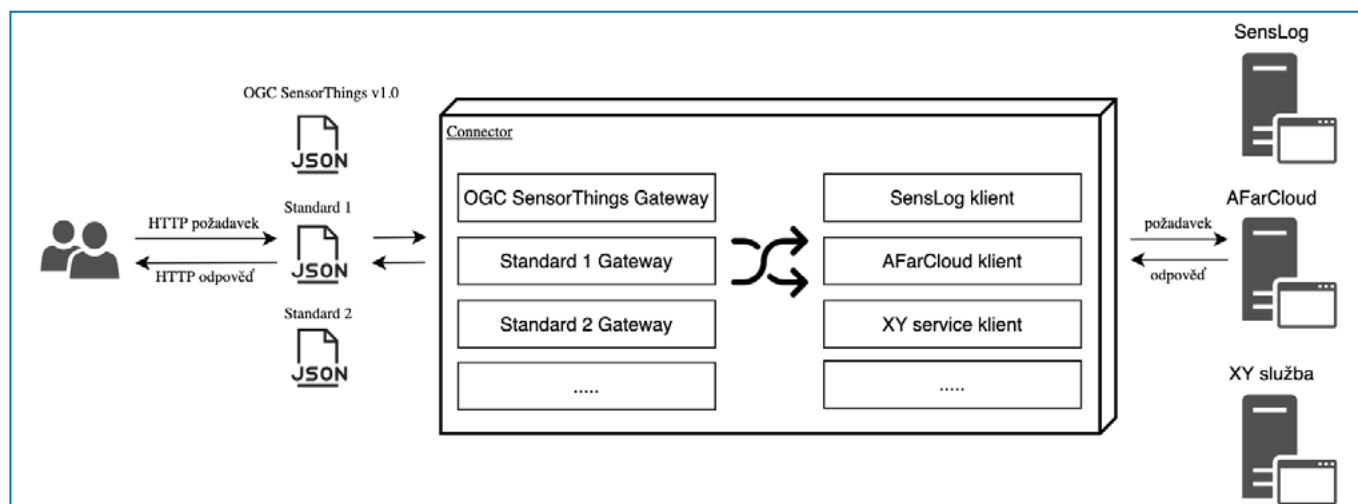 OGC SensorThings v1.0
JSON
Standard 1
JSON
Standard 2
JSON
HTTP požadavek
HTTP odpověď
Connector
OGC SensorThings Gateway
Standard 1 Gateway
Standard 2 Gateway
.....
SensLog klient
AFarCloud klient
XY service klient
.....
požadavek
odpověď
SensLog
AFarCloud
XY služba